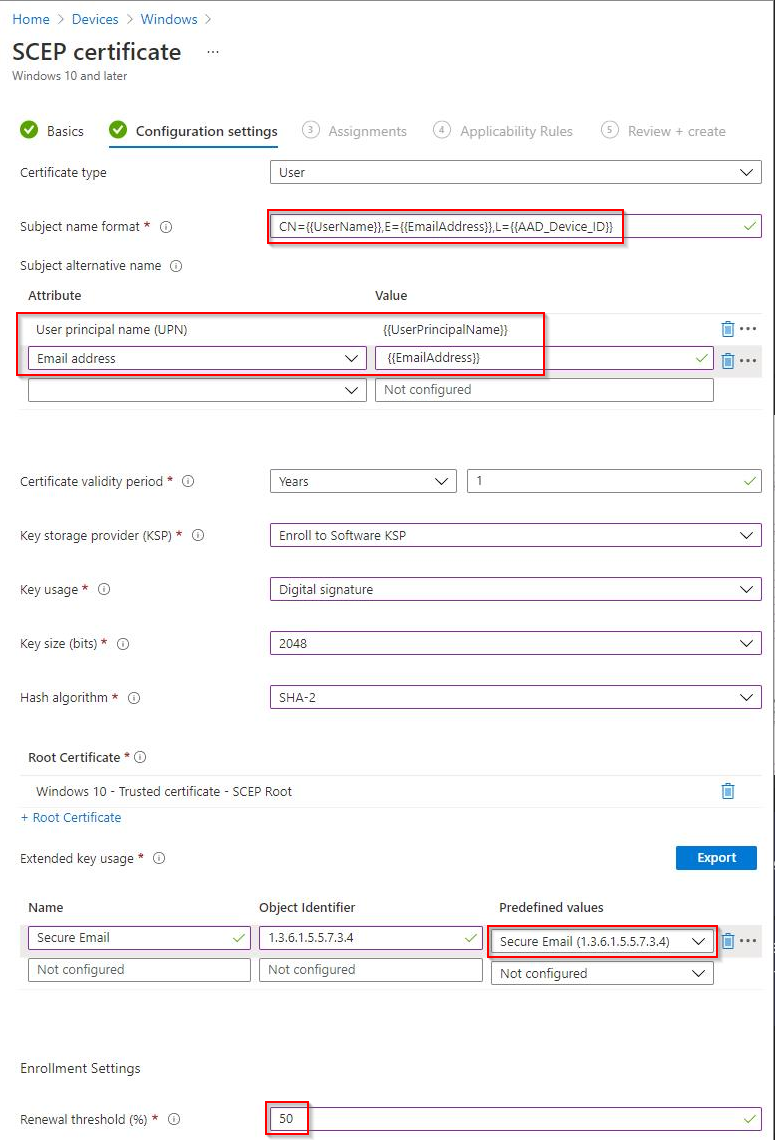 Home > Devices > Windows >
SCEP certificate ...
Windows 10 and later
Basics Configuration settings 3 Assignments 4 Applicability Rules 5 Review + create
Certificate type User
Subject name format * CN={{UserName}},E={{EmailAddress}},L={{AAD_Device_ID}}
Subject alternative name
Attribute Value
User principal name (UPN) {{UserPrincipalName}}
Email address {{EmailAddress}}
Not configured
Certificate validity period * Years 1
Key storage provider (KSP) * Enroll to Software KSP
Key usage * Digital signature
Key size (bits) * 2048
Hash algorithm * SHA-2
Root Certificate *
Windows 10 - Trusted certificate - SCEP Root
+ Root Certificate
Extended key usage * Export
Name Object Identifier Predefined values
Secure Email 1.3.6.1.5.5.7.3.4 Secure Email (1.3.6.1.5.5.7.3.4)
Not configured Not configured Not configured
Enrollment Settings
Renewal threshold (%) * 50